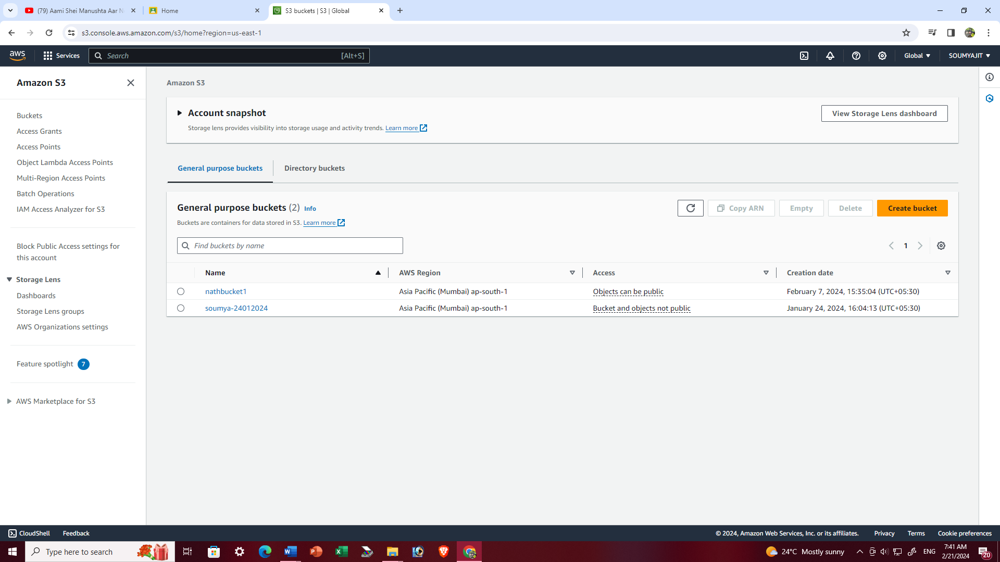 (79) Aami Shei Manushta Aar N
Home
S3 buckets | S3 | Global
s3.console.aws.amazon.com/s3/home?region=us-east-1
aws
Services
Search
[Alt+S]
Global
SOUMYAJIT
Amazon S3
Buckets
Access Grants
Access Points
Object Lambda Access Points
Multi-Region Access Points
Batch Operations
IAM Access Analyzer for S3
Block Public Access settings for
this account
Storage Lens
Dashboards
Storage Lens groups
AWS Organizations settings
Feature spotlight 7
AWS Marketplace for S3
Amazon S3
Account snapshot
Storage lens provides visibility into storage usage and activity trends. Learn more
View Storage Lens dashboard
General purpose buckets
Directory buckets
General purpose buckets (2) Info
Buckets are containers for data stored in S3. Learn more
Copy ARN
Empty
Delete
Create bucket
Find buckets by name
1
Name
AWS Region
Access
Creation date
nathbucket1
Asia Pacific (Mumbai) ap-south-1
Objects can be public
February 7, 2024, 15:35:04 (UTC+05:30)
soumya-24012024
Asia Pacific (Mumbai) ap-south-1
Bucket and objects not public
January 24, 2024, 16:04:13 (UTC+05:30)
CloudShell
Feedback
© 2024, Amazon Web Services, Inc. or its affiliates.
Privacy
Terms
Cookie preferences
Type here to search
24°C Mostly sunny
ENG
7:41 AM
2/21/2024
20